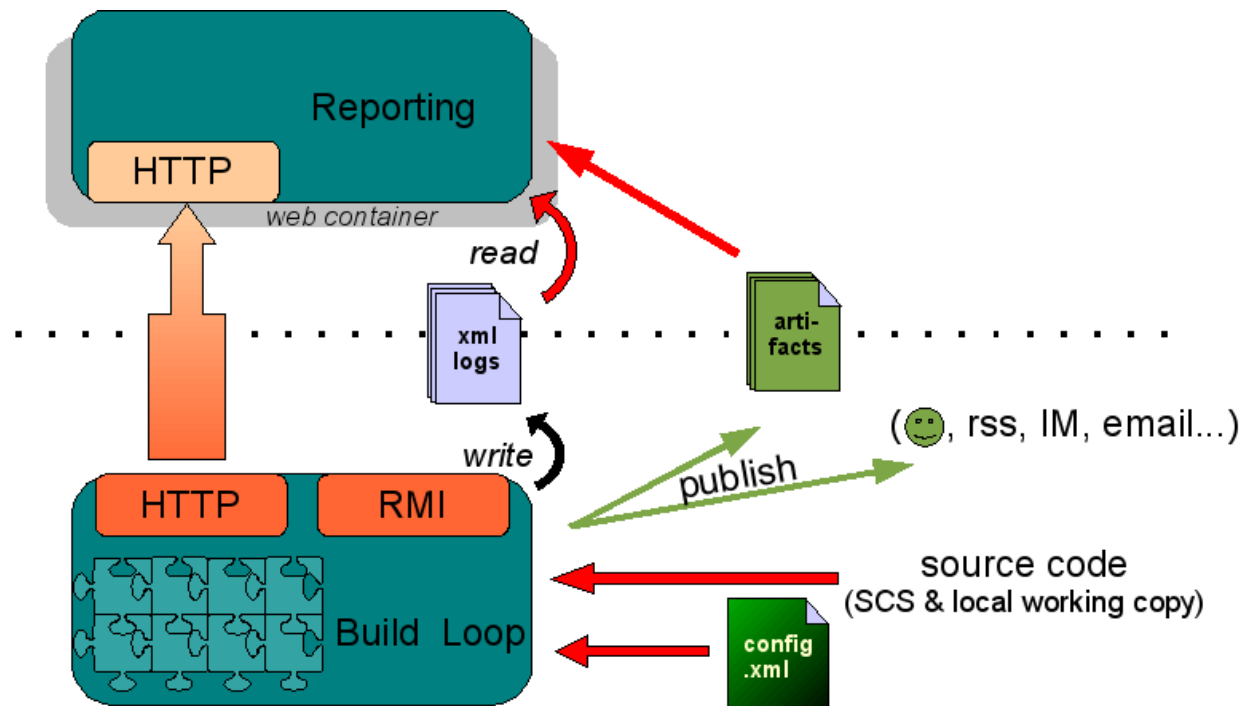 Reporting
HTTP
web container
read
xml
logs
arti-
facts
(, rss, IM, email...)
write
publish
HTTP
RMI
source code
(SCS & local working copy)
Build Loop
config
.xml